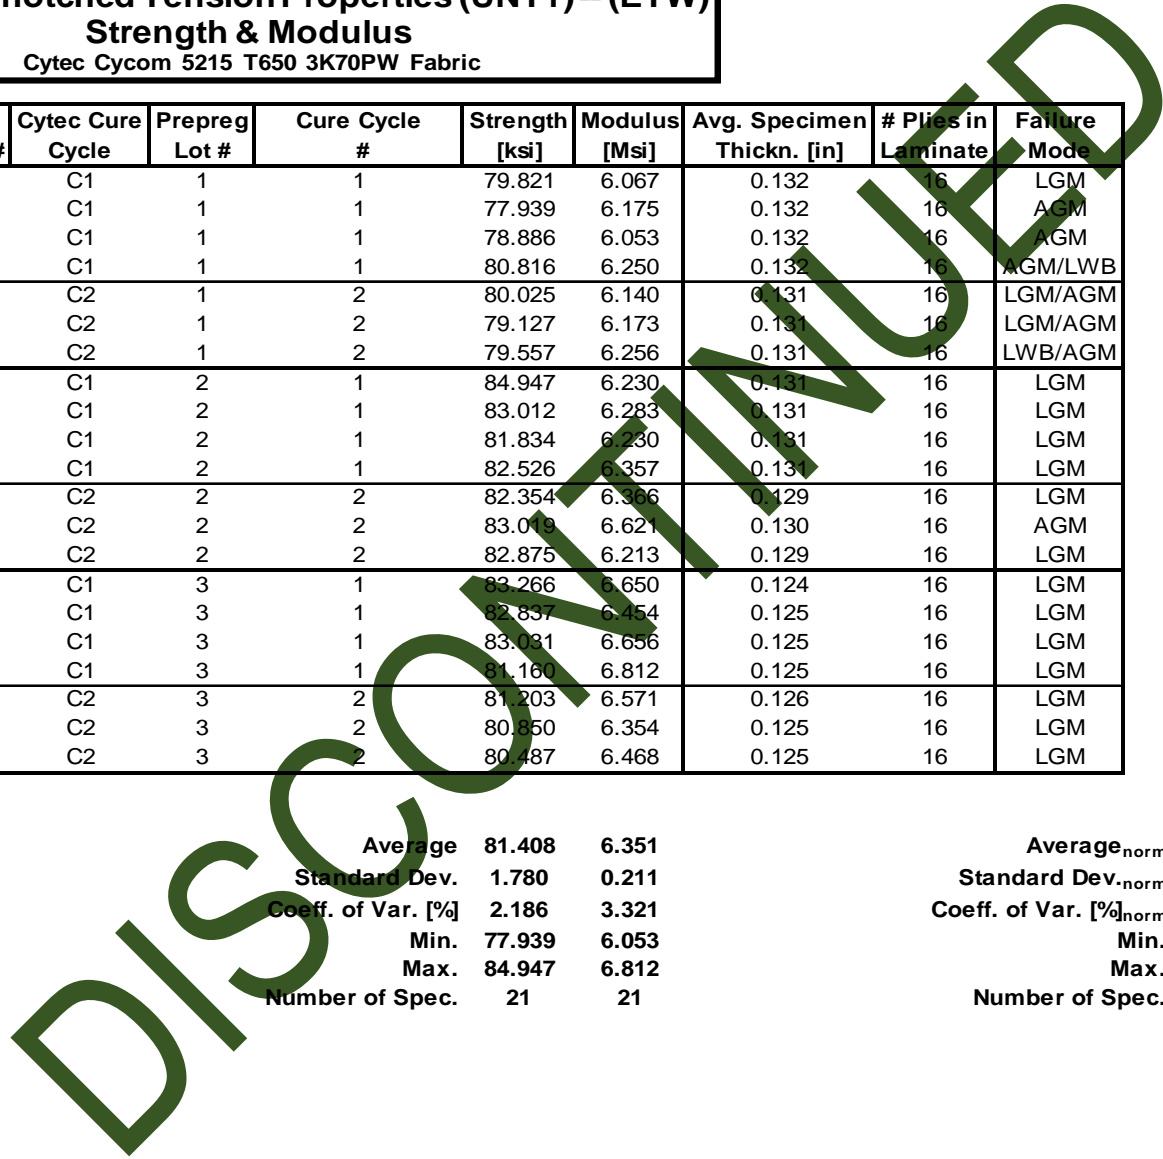 notched Tension Properties (UNT1) – (ETW)
Strength & Modulus
Cytec Cycom 5215 T650 3K70PW Fabric
Cytec Cure Prepreg Cure Cycle Strength Modulus Avg. Specimen # Plies in Failure
# Cycle Lot # # [ksi] [Msi] Thickn. [in] Laminate Mode
C1 1 1 79.821 6.067 0.132 16 LGM
C1 1 1 77.939 6.175 0.132 16 AGM
C1 1 1 78.886 6.053 0.132 16 AGM
C1 1 1 80.816 6.250 0.132 16 AGM/LWB
C2 1 2 80.025 6.140 0.131 16 LGM/AGM
C2 1 2 79.127 6.173 0.131 16 LGM/AGM
C2 1 2 79.557 6.256 0.131 16 LWB/AGM
C1 2 1 84.947 6.230 0.131 16 LGM
C1 2 1 83.012 6.283 0.131 16 LGM
C1 2 1 81.834 6.230 0.131 16 LGM
C1 2 1 82.526 6.357 0.131 16 LGM
C2 2 2 82.354 6.366 0.129 16 LGM
C2 2 2 83.019 6.621 0.130 16 AGM
C2 2 2 82.875 6.213 0.129 16 LGM
C1 3 1 83.266 6.650 0.124 16 LGM
C1 3 1 82.837 6.454 0.125 16 LGM
C1 3 1 83.031 6.656 0.125 16 LGM
C1 3 1 81.160 6.812 0.125 16 LGM
C2 3 2 81.203 6.571 0.126 16 LGM
C2 3 2 80.850 6.354 0.125 16 LGM
C2 3 2 80.487 6.468 0.125 16 LGM
Average 81.408 6.351 Average norm
Standard Dev. 1.780 0.211 Standard Dev. norm
Coeff. of Var. [%] 2.186 3.321 Coeff. of Var. [%] norm
Min. 77.939 6.053 Min.
Max. 84.947 6.812 Max.
Number of Spec. 21 21 Number of Spec.
DISCONTINUED